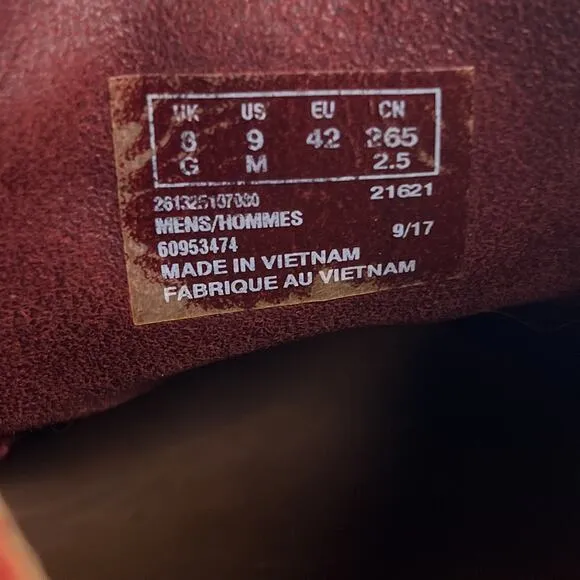 UK US EU CN
8 9 42 265
G M 2.5
261325107080 21621
MENS/HOMMES
60953474 9/17
MADE IN VIETNAM
FABRIQUE AU VIETNAM